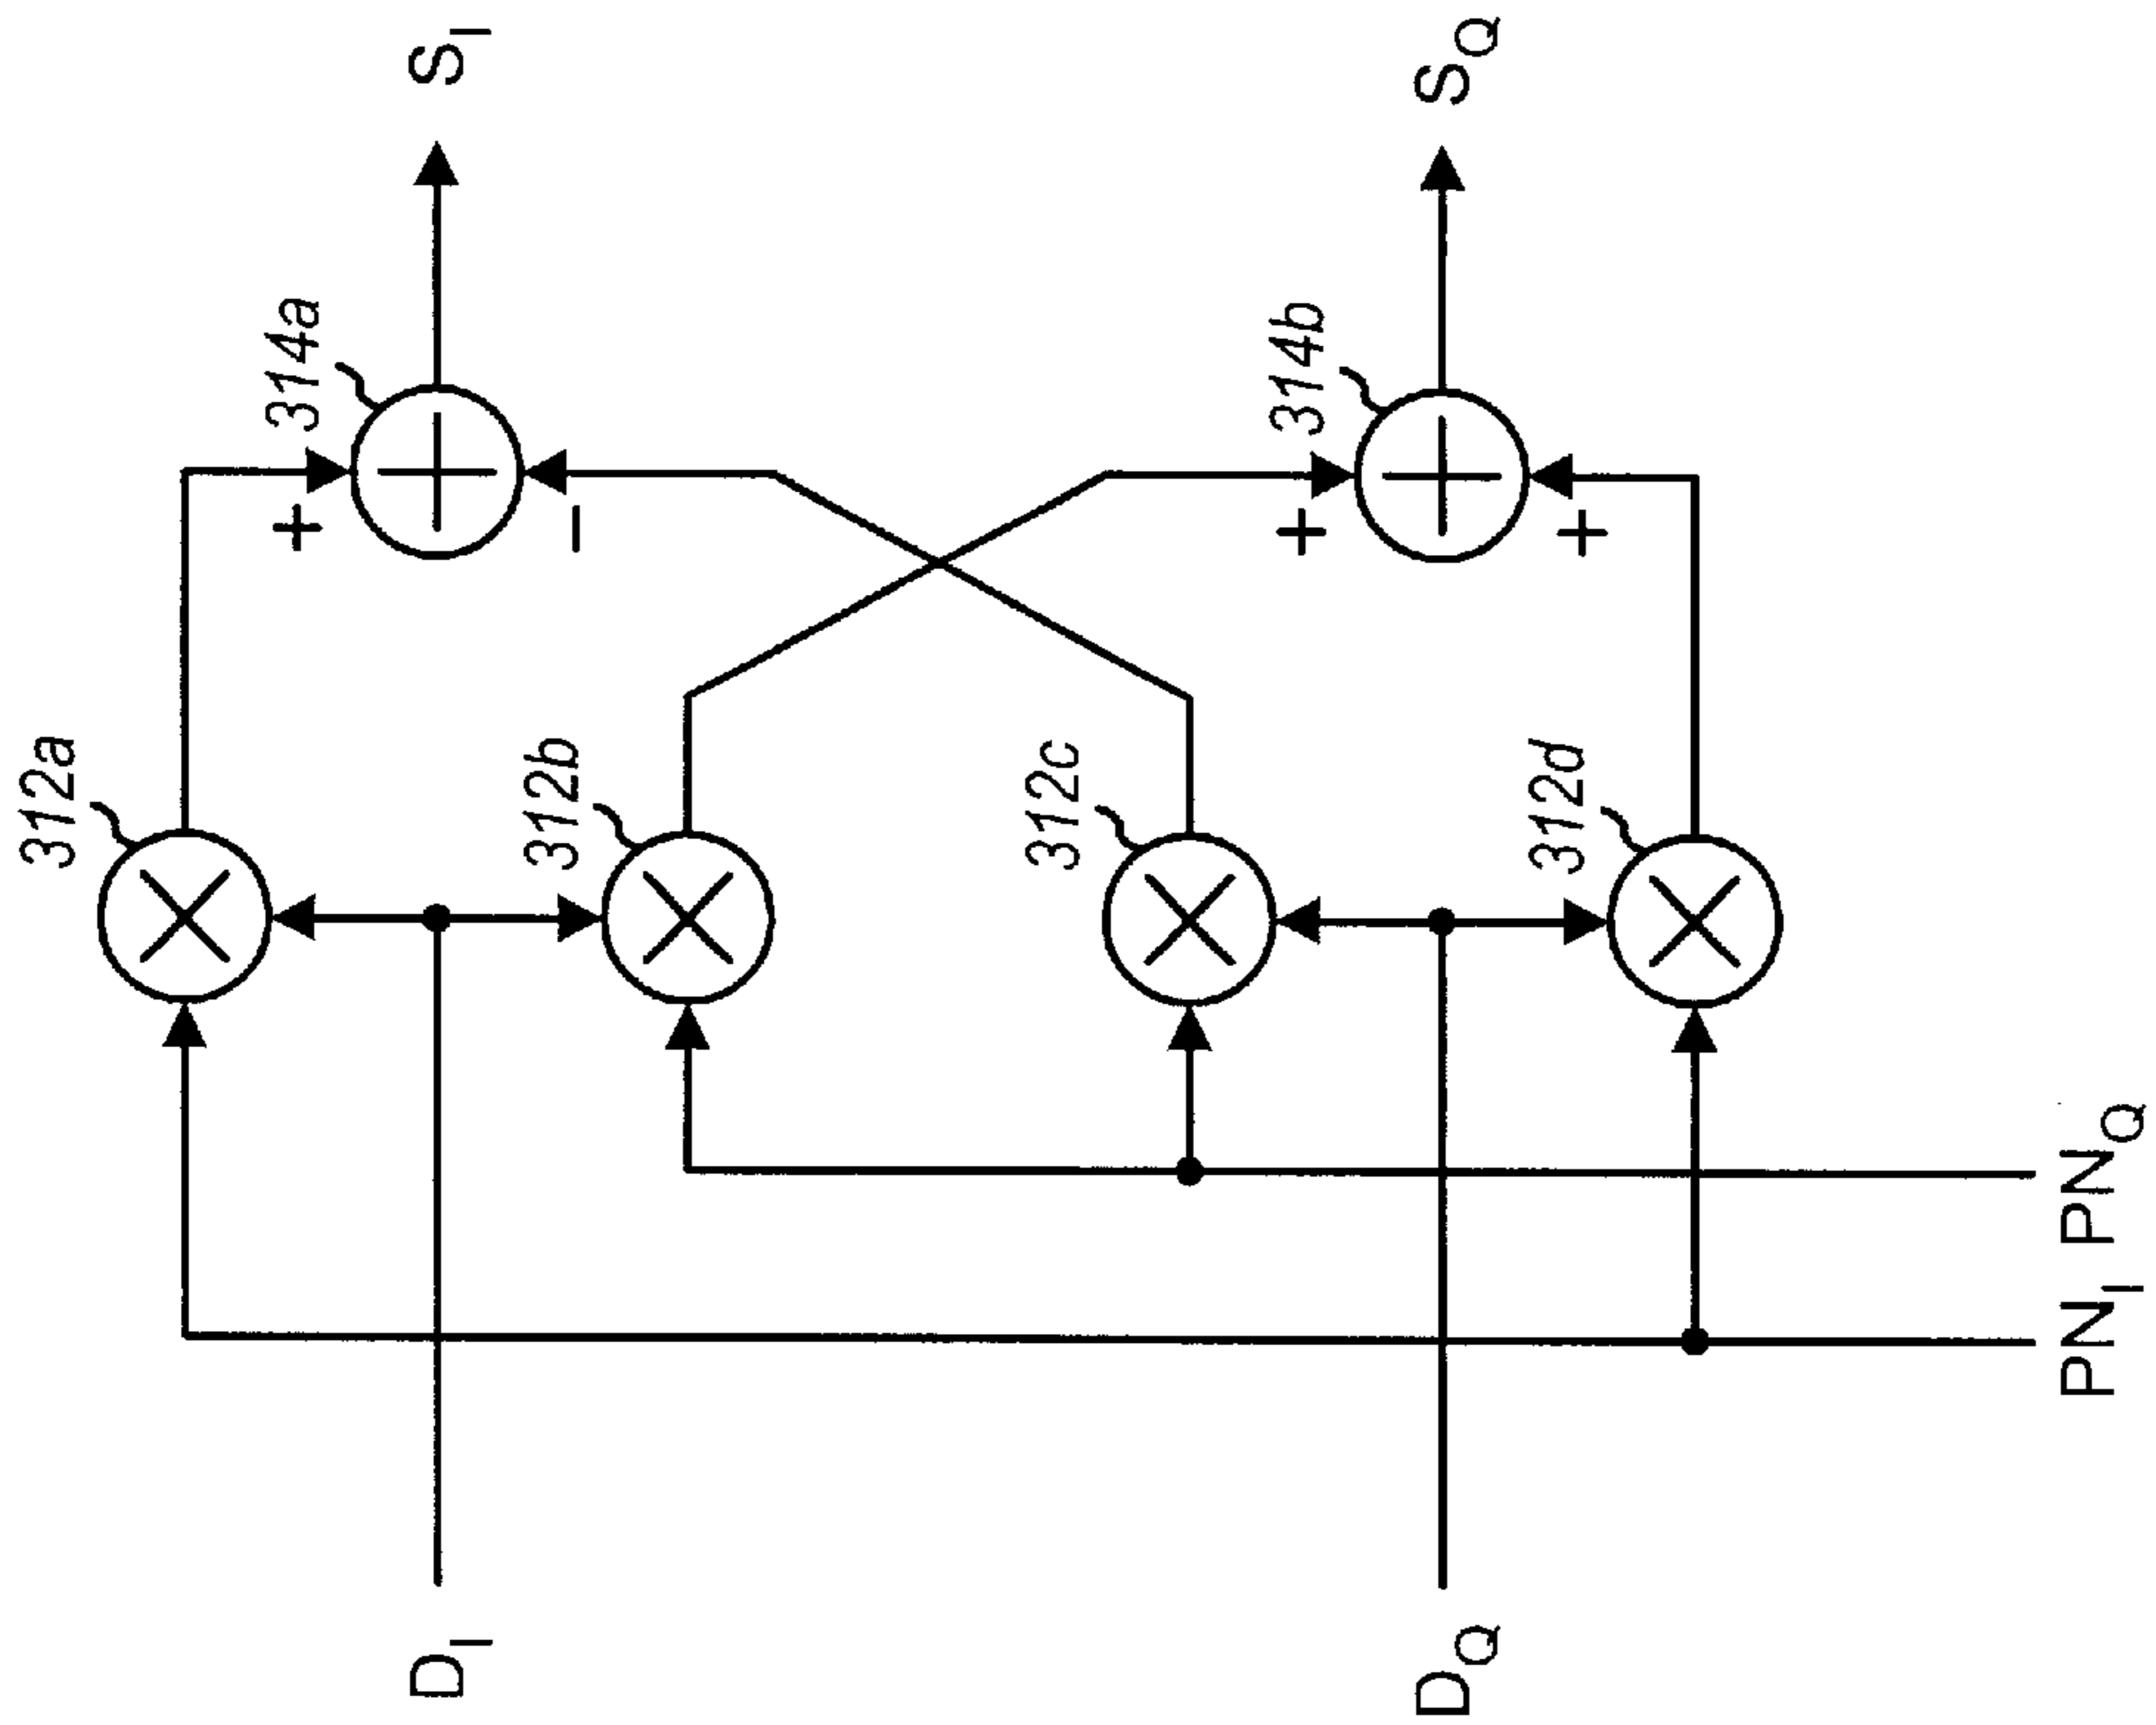 312a
314a
+
−
S_I
D_I
312b
312c
314b
+
+
S_Q
D_Q
312d
PN_I PN_Q